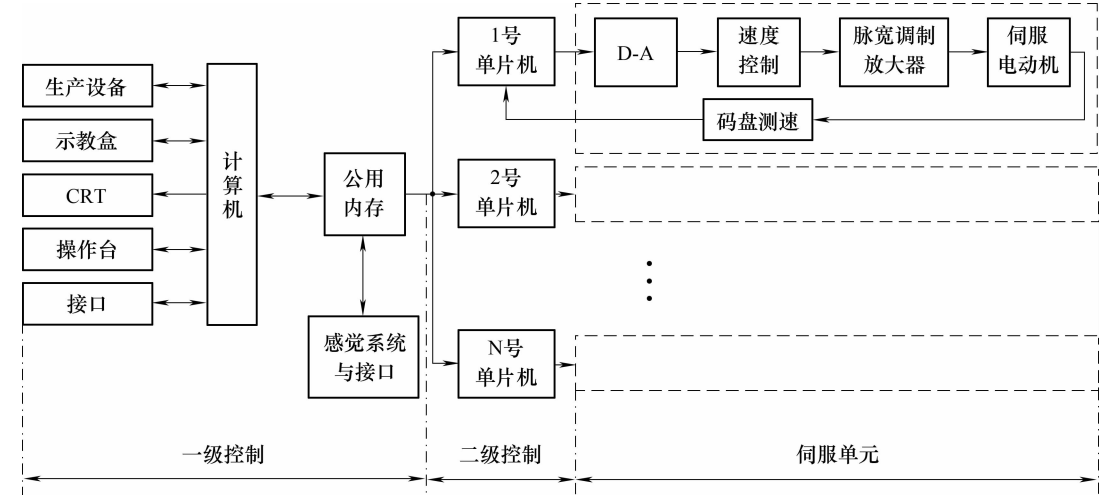 生产设备
示教盒
CRT
操作台
接口
计算机
公用
内存
感觉系统
与接口
1号
单片机
2号
单片机
N号
单片机
D-A
速度
控制
脉宽调制
放大器
伺服
电动机
码盘测速
一级控制
二级控制
伺服单元